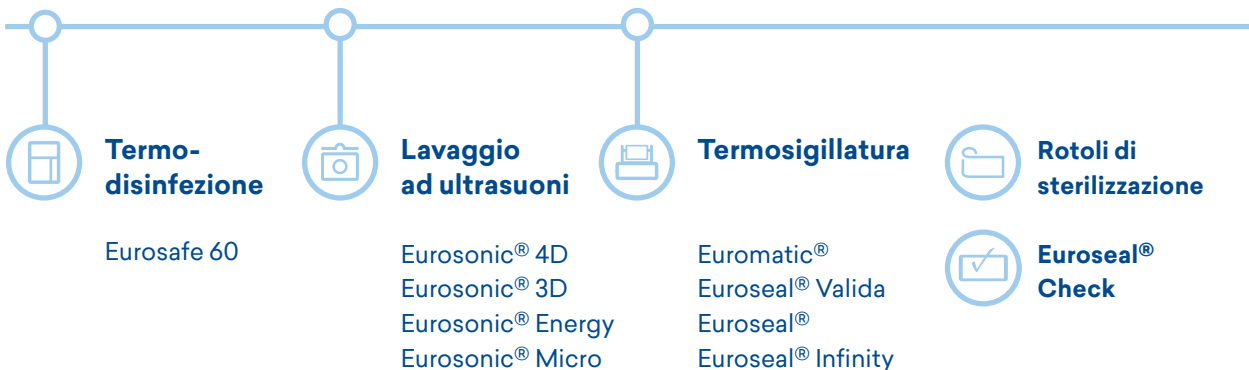 Termo-
disinfezione
Eurosafe 60
Lavaggio
ad ultrasuoni
Eurosonic® 4D
Eurosonic® 3D
Eurosonic® Energy
Eurosonic® Micro
Termosigillatura
Euromatic®
Euroseal® Valida
Euroseal®
Euroseal® Infinity
Rotoli di
sterilizzazione
Euroseal®
Check